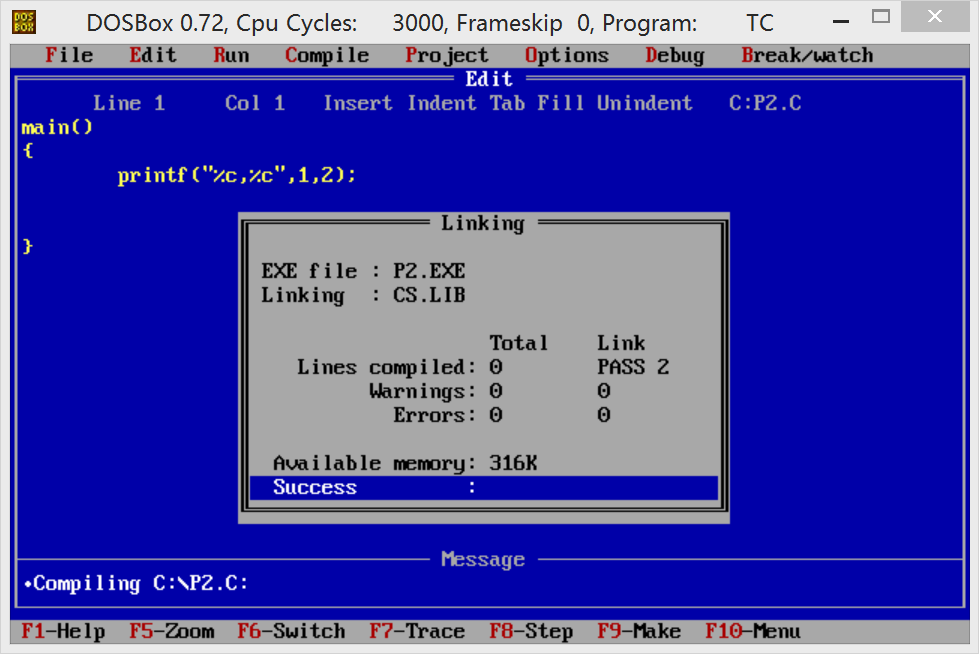 DOS BOX DOSBox 0.72, Cpu Cycles: 3000, Frameskip 0, Program: TC
File Edit Run Compile Project Options Debug Break/watch
Edit
Line 1 Col 1 Insert Indent Tab Fill Unindent C:P2.C
main()
{
printf("%c,%c",1,2);
}
Linking
EXE file : P2.EXE
Linking : CS.LIB
Total Link
Lines compiled: 0 PASS 2
Warnings: 0 0
Errors: 0 0
Available memory: 316K
Success :
Message
•Compiling C:\P2.C:
F1-Help F5-Zoom F6-Switch F7-Trace F8-Step F9-Make F10-Menu